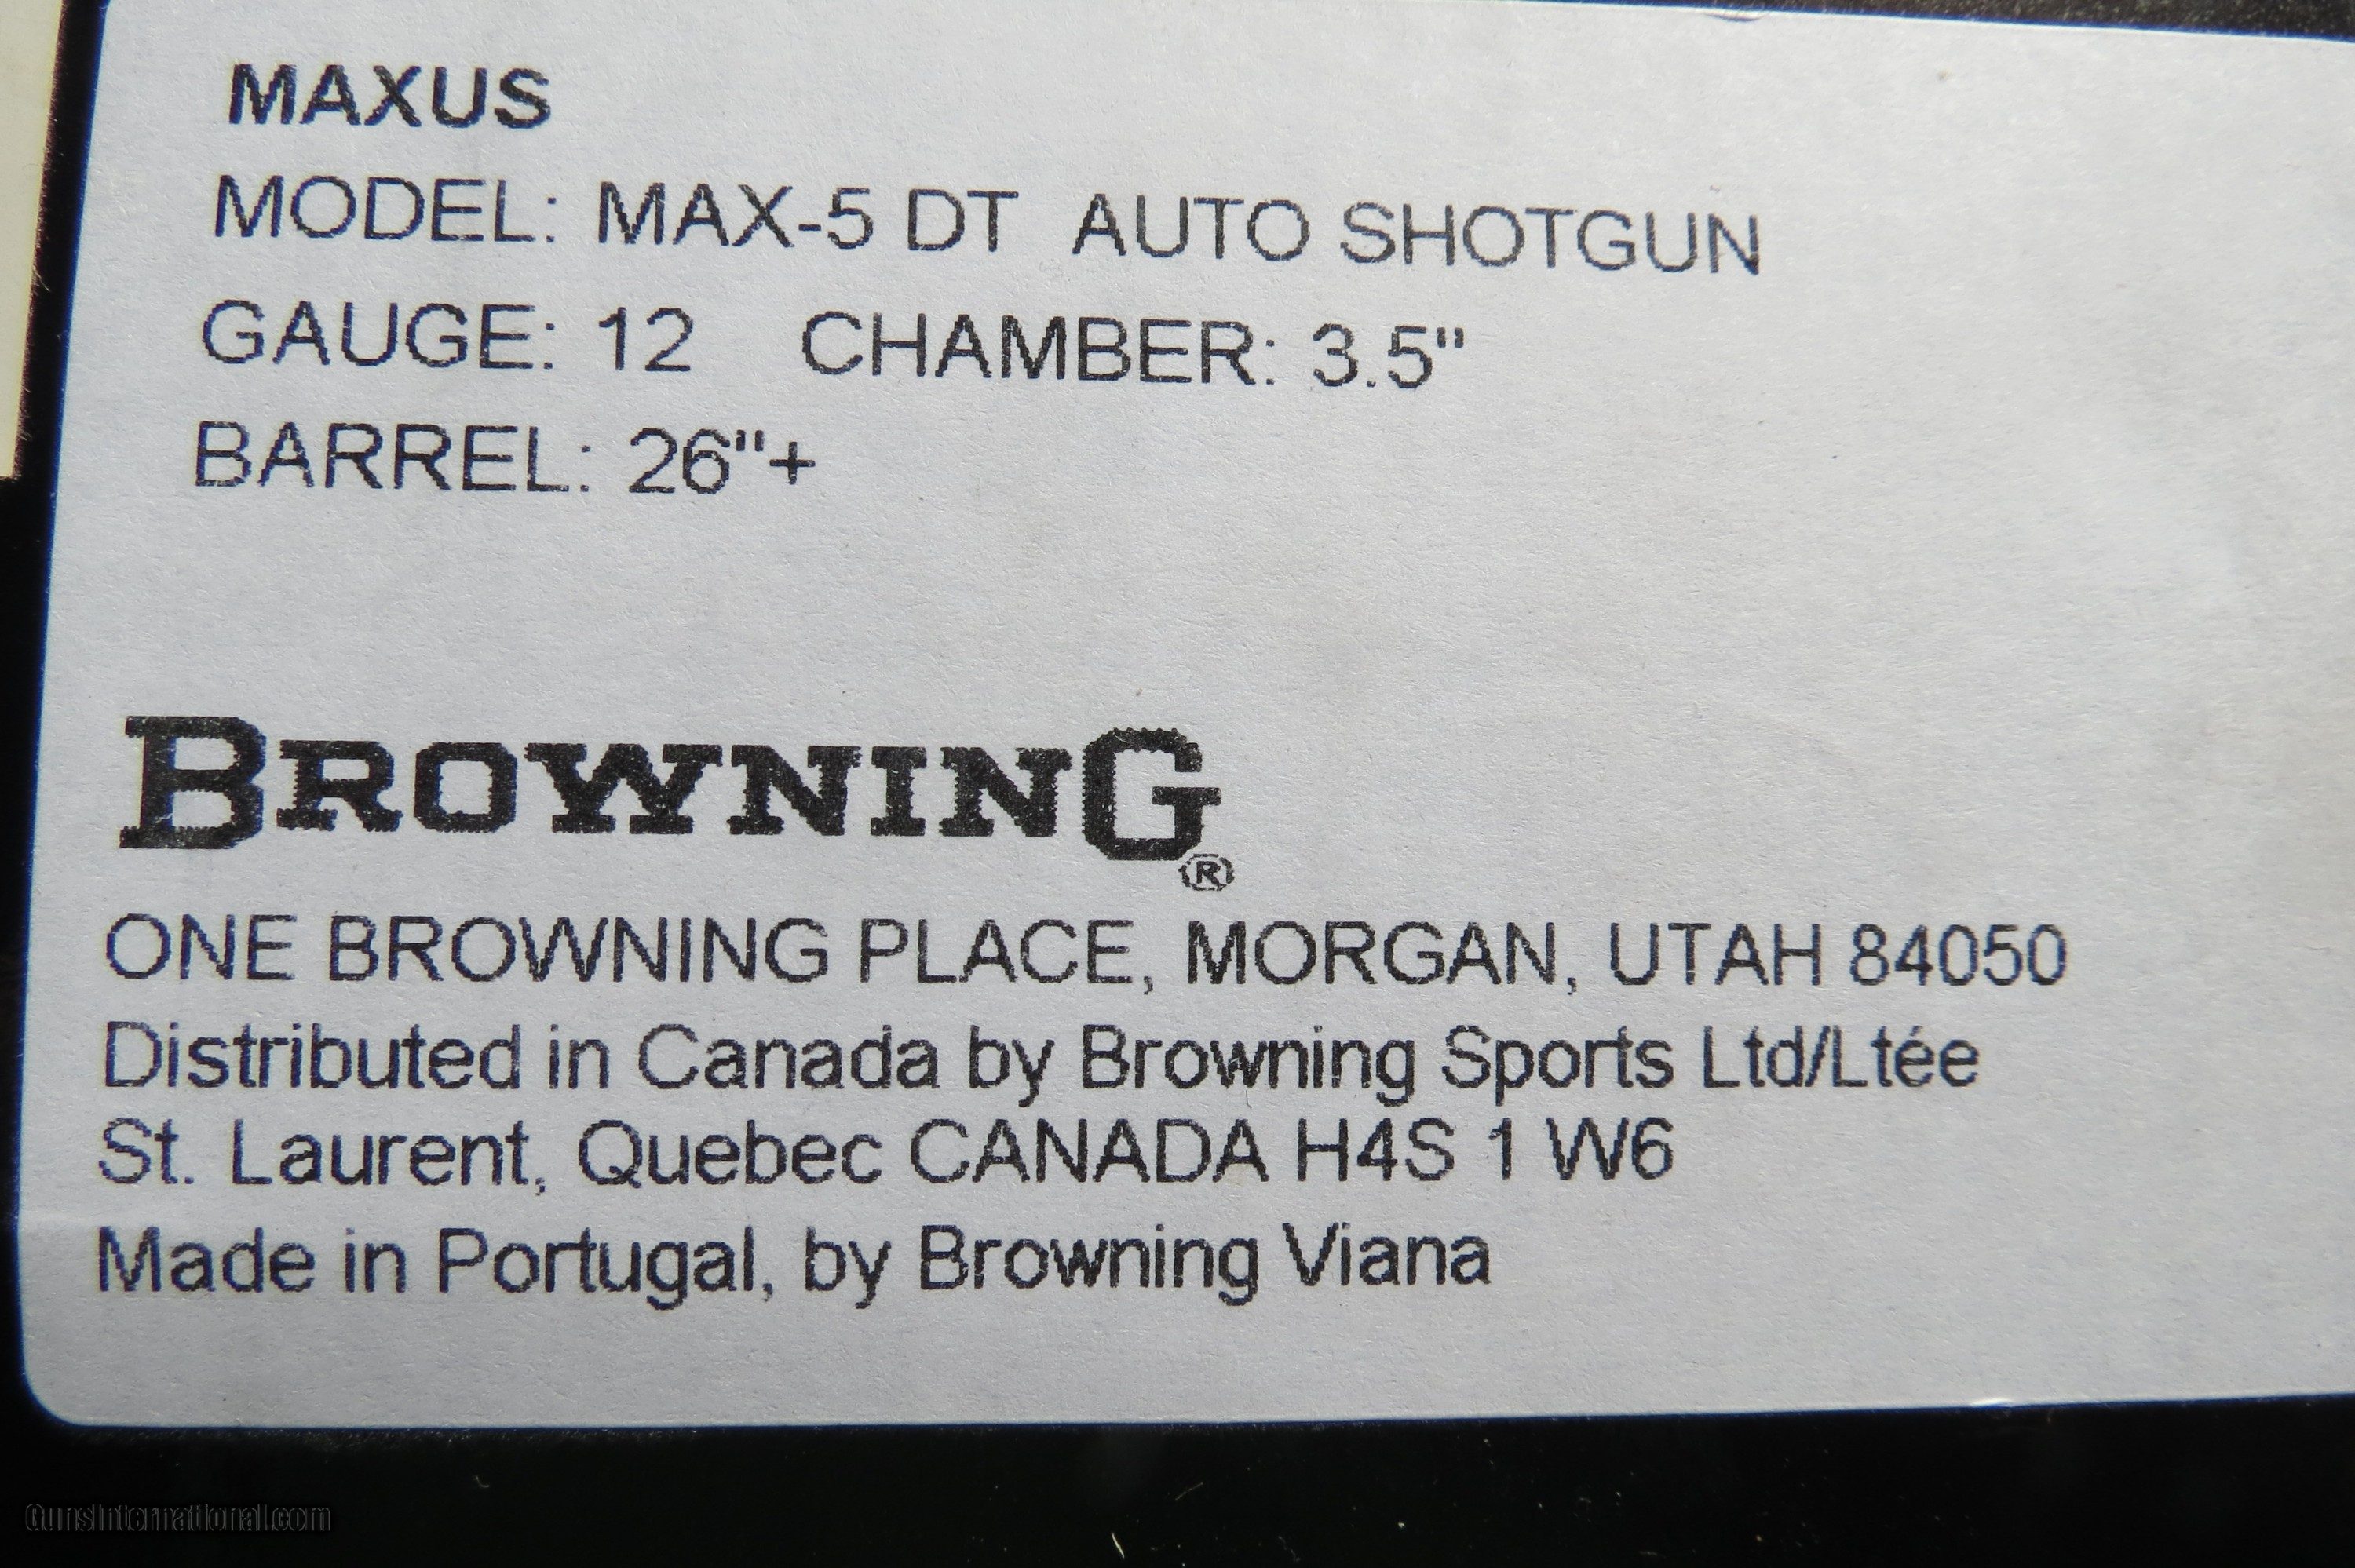 MAXUS
MODEL: MAX-5 DT AUTO SHOTGUN
GAUGE: 12 CHAMBER: 3.5"
BARREL: 26"+
BROWNING®
ONE BROWNING PLACE, MORGAN, UTAH 84050
Distributed in Canada by Browning Sports Ltd/Ltée
St. Laurent, Quebec CANADA H4S 1 W6
Made in Portugal, by Browning Viana
GunsInternational.com